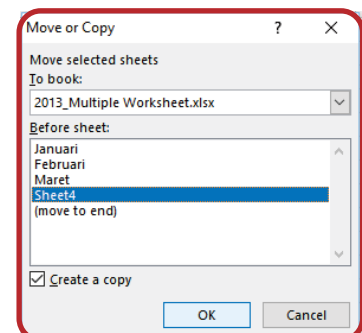 Move or Copy ? ×
Move selected sheets
To book:
2013_Multiple Worksheet.xlsx
Before sheet:
Januari
Februari
Maret
Sheet4
(move to end)
Create a copy
OK Cancel